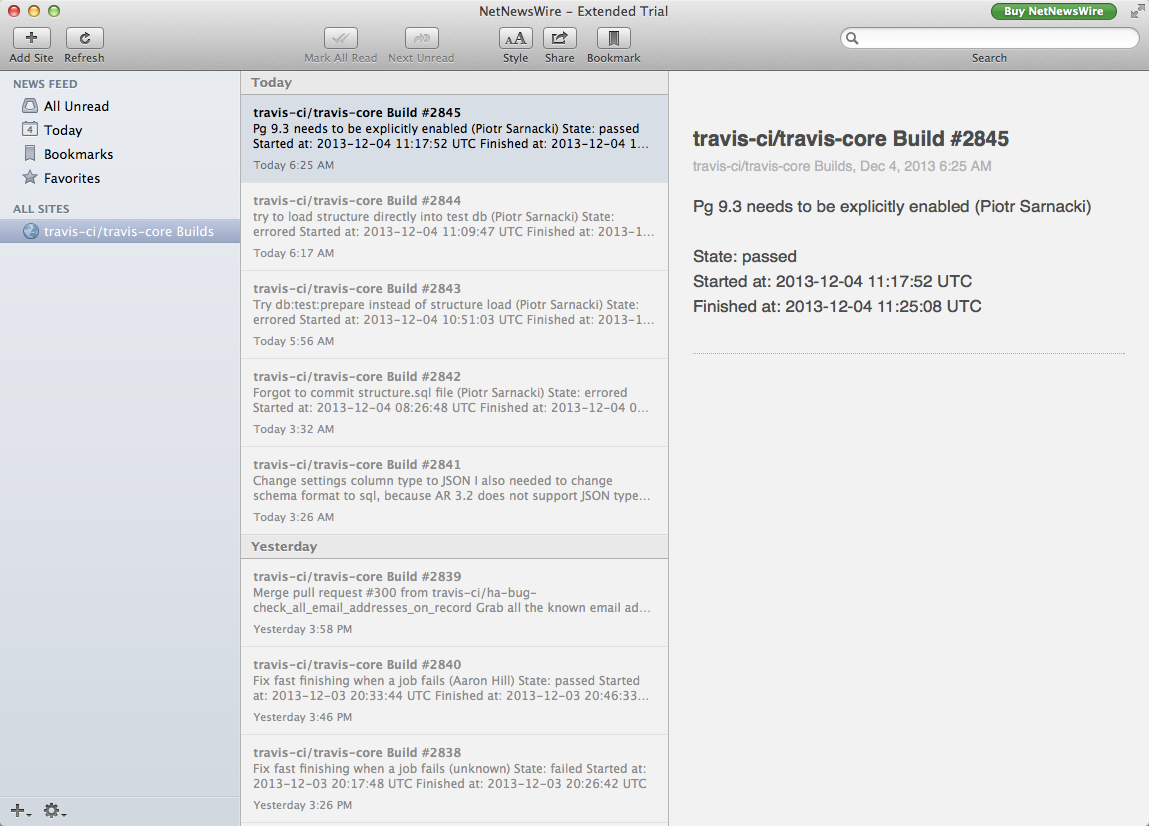 NetNewsWire – Extended Trial
Buy NetNewsWire
Add Site
Refresh
Mark All Read
Next Unread
AA
Style
Share
Bookmark
Search
NEWS FEED
All Unread
4
Today
Bookmarks
Favorites
ALL SITES
travis-ci/travis-core Builds
Today
travis-ci/travis-core Build #2845
Pg 9.3 needs to be explicitly enabled (Piotr Sarnacki) State: passed
Started at: 2013-12-04 11:17:52 UTC Finished at: 2013-12-04 1…
Today 6:25 AM
travis-ci/travis-core Build #2844
try to load structure directly into test db (Piotr Sarnacki) State:
errored Started at: 2013-12-04 11:09:47 UTC Finished at: 2013-1…
Today 6:17 AM
travis-ci/travis-core Build #2843
Try db:test:prepare instead of structure load (Piotr Sarnacki) State:
errored Started at: 2013-12-04 10:51:03 UTC Finished at: 2013-1…
Today 5:56 AM
travis-ci/travis-core Build #2842
Forgot to commit structure.sql file (Piotr Sarnacki) State: errored
Started at: 2013-12-04 08:26:48 UTC Finished at: 2013-12-04 0…
Today 3:32 AM
travis-ci/travis-core Build #2841
Change settings column type to JSON I also needed to change
schema format to sql, because AR 3.2 does not support JSON type…
Today 3:26 AM
Yesterday
travis-ci/travis-core Build #2839
Merge pull request #300 from travis-ci/ha-bug-
check_all_email_addresses_on_record Grab all the known email ad…
Yesterday 3:58 PM
travis-ci/travis-core Build #2840
Fix fast finishing when a job fails (Aaron Hill) State: passed Started
at: 2013-12-03 20:33:44 UTC Finished at: 2013-12-03 20:46:33…
Yesterday 3:46 PM
travis-ci/travis-core Build #2838
Fix fast finishing when a job fails (unknown) State: failed Started at:
2013-12-03 20:17:48 UTC Finished at: 2013-12-03 20:26:42 UTC
Yesterday 3:26 PM
travis-ci/travis-core Build #2845
travis-ci/travis-core Builds, Dec 4, 2013 6:25 AM
Pg 9.3 needs to be explicitly enabled (Piotr Sarnacki)
State: passed
Started at: 2013-12-04 11:17:52 UTC
Finished at: 2013-12-04 11:25:08 UTC